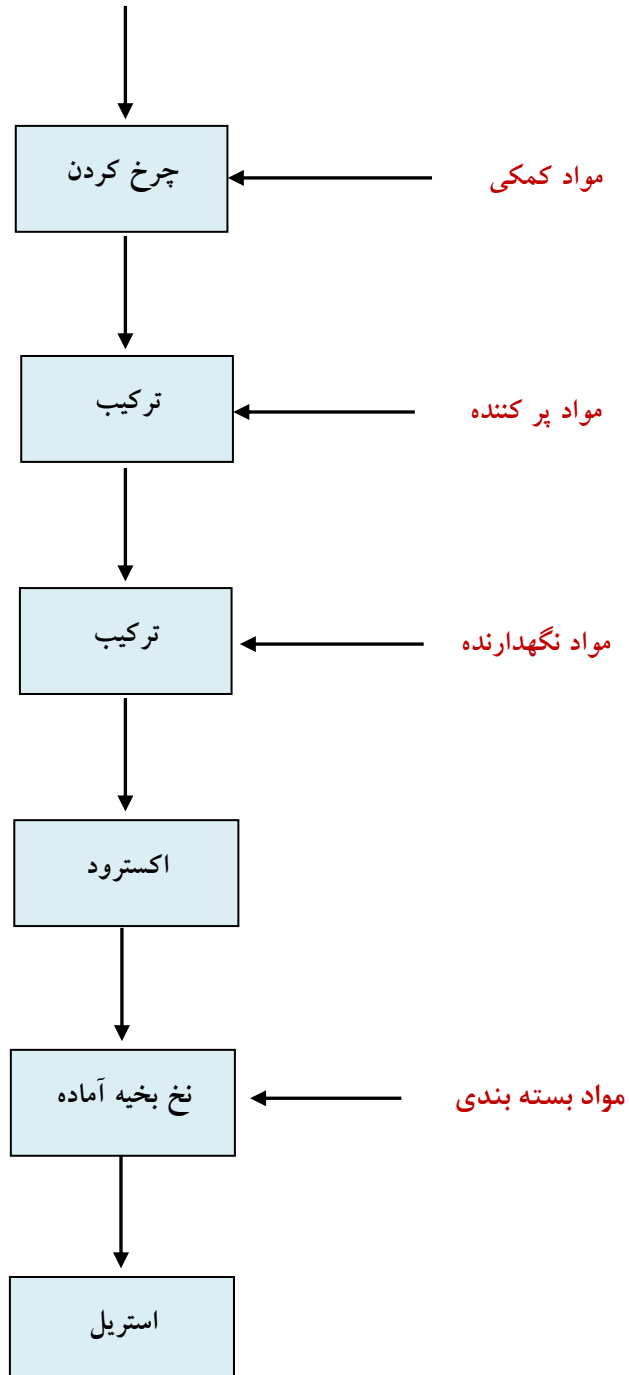 چرخ کردن
مواد کمکی
ترکیب
مواد پر کننده
ترکیب
مواد نگهدارنده
اکسترود
نخ بخیه آماده
مواد بسته بندی
استریل